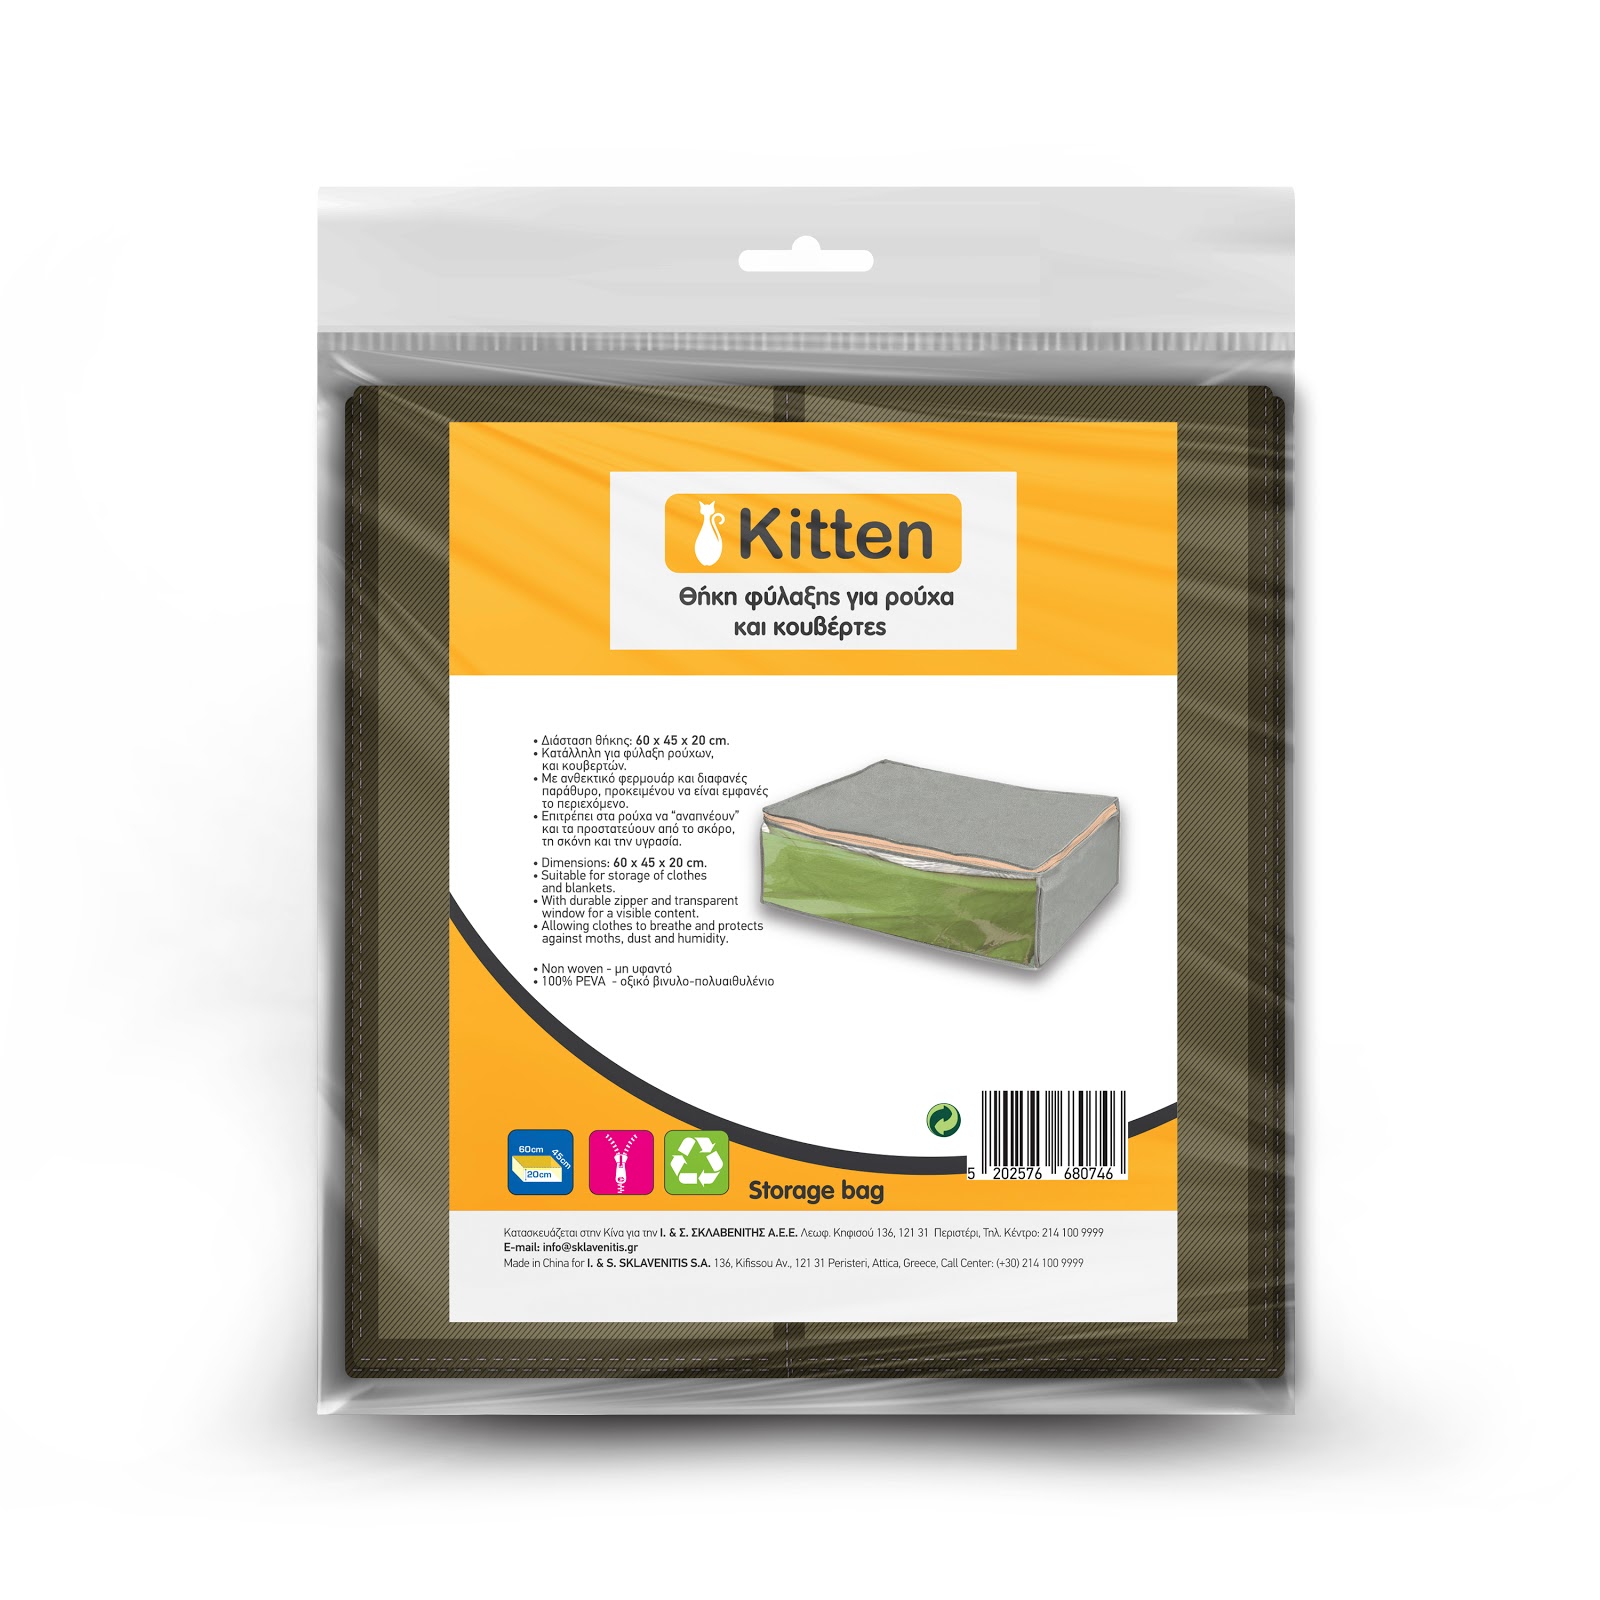 Kitten
Θήκη φύλαξης για ρούχα
και κουβέρτες
• Διάσταση θήκης: 60 x 45 x 20 cm.
• Κατάλληλη για φύλαξη ρούχων,
και κουβερτών.
• Με ανθεκτικό φερμουάρ και διαφανές
παράθυρο, προκειμένου να είναι εμφανές
το περιεχόμενο.
• Επιτρέπει στα ρούχα να “αναπνέουν”
και τα προστατεύουν από το σκόρο,
τη σκόνη και την υγρασία.
• Dimensions: 60 x 45 x 20 cm.
• Suitable for storage of clothes
and blankets.
• With durable zipper and transparent
window for a visible content.
• Allowing clothes to breathe and protects
against moths, dust and humidity.
• Non woven - μη υφαντό
• 100% PEVA - οξικό βινυλο-πολυαιθυλένιο
60cm
45cm
20cm
Storage bag
5 202576 680746
Κατασκευάζεται στην Κίνα για την Ι. & Σ. ΣΚΛΑΒΕΝΙΤΗΣ Α.Ε.Ε. Λεωφ. Κηφισού 136, 121 31 Περιστέρι, Τηλ. Κέντρο: 214 100 9999
E-mail: info@sklavenitis.gr
Made in China for I. & S. SKLAVENITIS S.A. 136, Kifissou Av., 121 31 Peristeri, Attica, Greece, Call Center: (+30) 214 100 9999